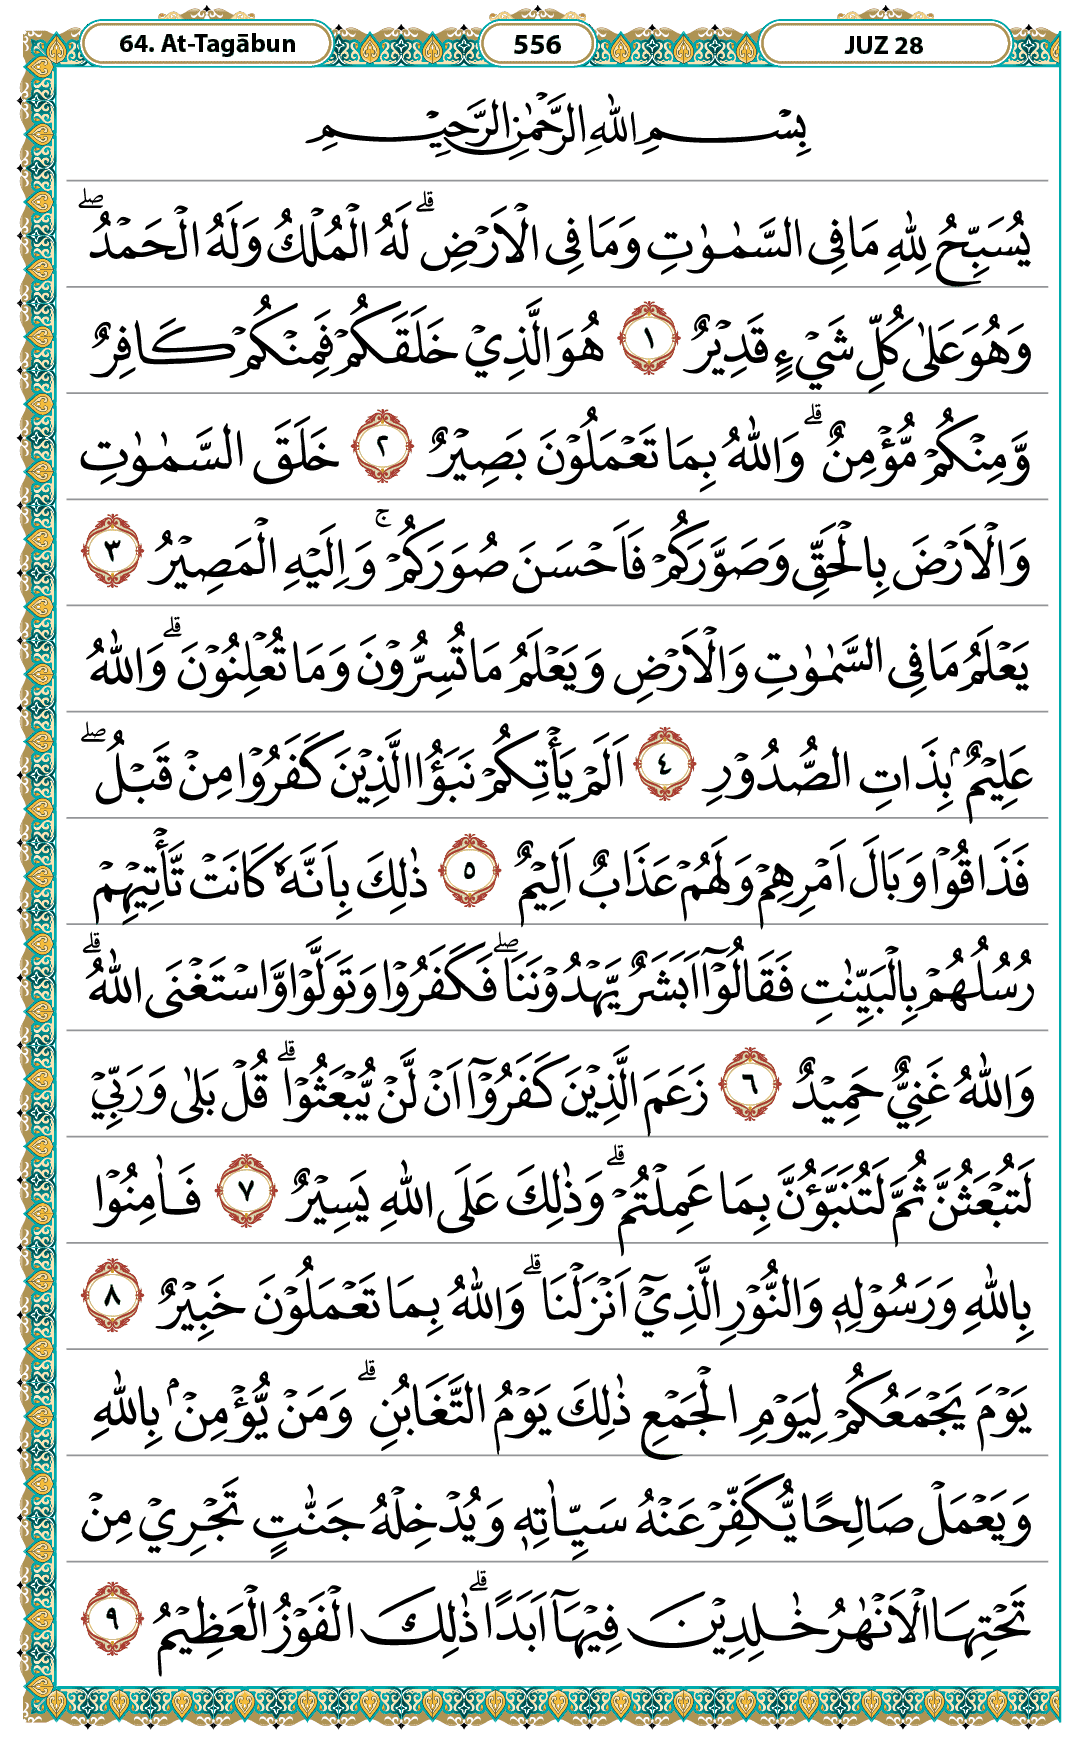 64. At-Tagābun
556
JUZ 28
بِسْمِ اللّٰهِ الرَّحْمٰنِ الرَّحِيْمِ
يُسَبِّحُ لِلّٰهِ مَا فِى السَّمٰوٰتِ وَمَا فِى الْاَرْضِۗ لَهُ الْمُلْكُ وَلَهُ الْحَمْدُۖ
وَهُوَ عَلٰى كُلِّ شَيْءٍ قَدِيْرٌ ١ هُوَ الَّذِيْ خَلَقَكُمْ فَمِنْكُمْ كَافِرٌ
وَّمِنْكُمْ مُّؤْمِنٌۗ وَاللّٰهُ بِمَا تَعْمَلُوْنَ بَصِيْرٌ ٢ خَلَقَ السَّمٰوٰتِ
وَالْاَرْضَ بِالْحَقِّ وَصَوَّرَكُمْ فَاَحْسَنَ صُوَرَكُمْۚ وَاِلَيْهِ الْمَصِيْرُ ٣
يَعْلَمُ مَا فِى السَّمٰوٰتِ وَالْاَرْضِ وَيَعْلَمُ مَا تُسِرُّوْنَ وَمَا تُعْلِنُوْنَۗ وَاللّٰهُ
عَلِيْمٌۢ بِذَاتِ الصُّدُوْرِ ٤ اَلَمْ يَأْتِكُمْ نَبَؤُا الَّذِيْنَ كَفَرُوْا مِنْ قَبْلُۖ
فَذَاقُوْا وَبَالَ اَمْرِهِمْ وَلَهُمْ عَذَابٌ اَلِيْمٌ ٥ ذٰلِكَ بِاَنَّهٗ كَانَتْ تَّأْتِيْهِمْ
رُسُلُهُمْ بِالْبَيِّنٰتِ فَقَالُوْٓا اَبَشَرٌ يَّهْدُوْنَنَاۖ فَكَفَرُوْا وَتَوَلَّوْا وَّاسْتَغْنَى اللّٰهُۗ
وَاللّٰهُ غَنِيٌّ حَمِيْدٌ ٦ زَعَمَ الَّذِيْنَ كَفَرُوْٓا اَنْ لَّنْ يُّبْعَثُوْاۗ قُلْ بَلٰى وَرَبِّيْ
لَتُبْعَثُنَّ ثُمَّ لَتُنَبَّؤُنَّ بِمَا عَمِلْتُمْۗ وَذٰلِكَ عَلَى اللّٰهِ يَسِيْرٌ ٧ فَاٰمِنُوْا
بِاللّٰهِ وَرَسُوْلِهٖ وَالنُّوْرِ الَّذِيْٓ اَنْزَلْنَاۗ وَاللّٰهُ بِمَا تَعْمَلُوْنَ خَبِيْرٌ ٨
يَوْمَ يَجْمَعُكُمْ لِيَوْمِ الْجَمْعِ ذٰلِكَ يَوْمُ التَّغَابُنِۗ وَمَنْ يُّؤْمِنْۢ بِاللّٰهِ
وَيَعْمَلْ صَالِحًا يُّكَفِّرْ عَنْهُ سَيِّاٰتِهٖ وَيُدْخِلْهُ جَنّٰتٍ تَجْرِيْ مِنْ
تَحْتِهَا الْاَنْهٰرُ خٰلِدِيْنَ فِيْهَآ اَبَدًاۗ ذٰلِكَ الْفَوْزُ الْعَظِيْمُ ٩